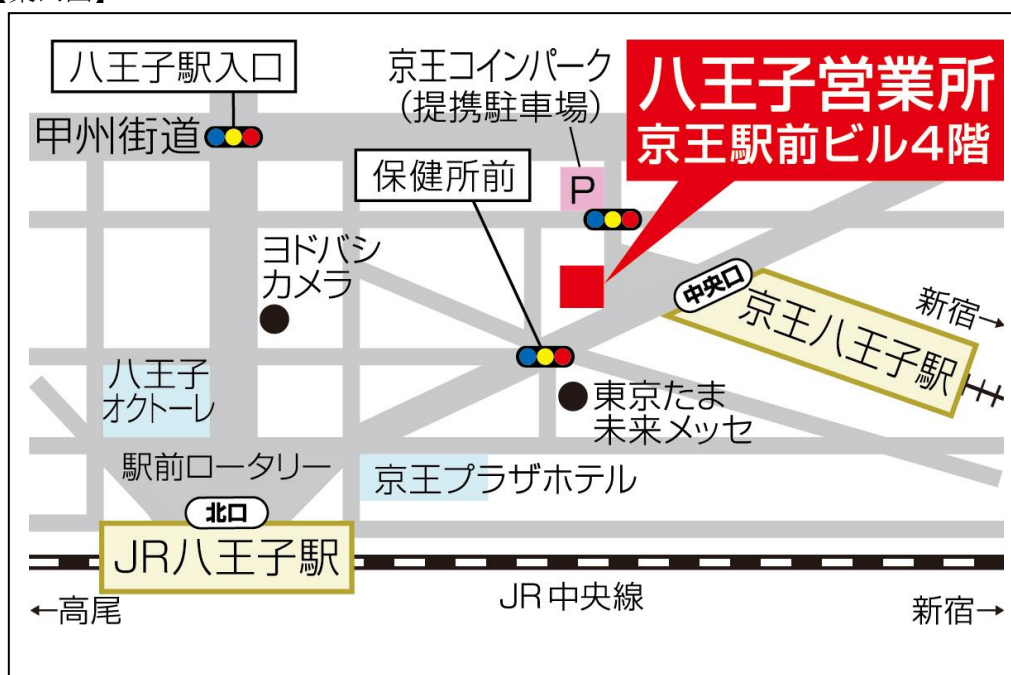 八王子駅入口
京王コインパーク
（提携駐車場）
八王子営業所
京王駅前ビル4階
甲州街道
保健所前
P
ヨドバシ
カメラ
中央口
京王八王子駅
新宿→
八王子
オクトーレ
東京たま
未来メッセ
駅前ロータリー
京王プラザホテル
北口
JR八王子駅
JR中央線
←高尾
新宿→